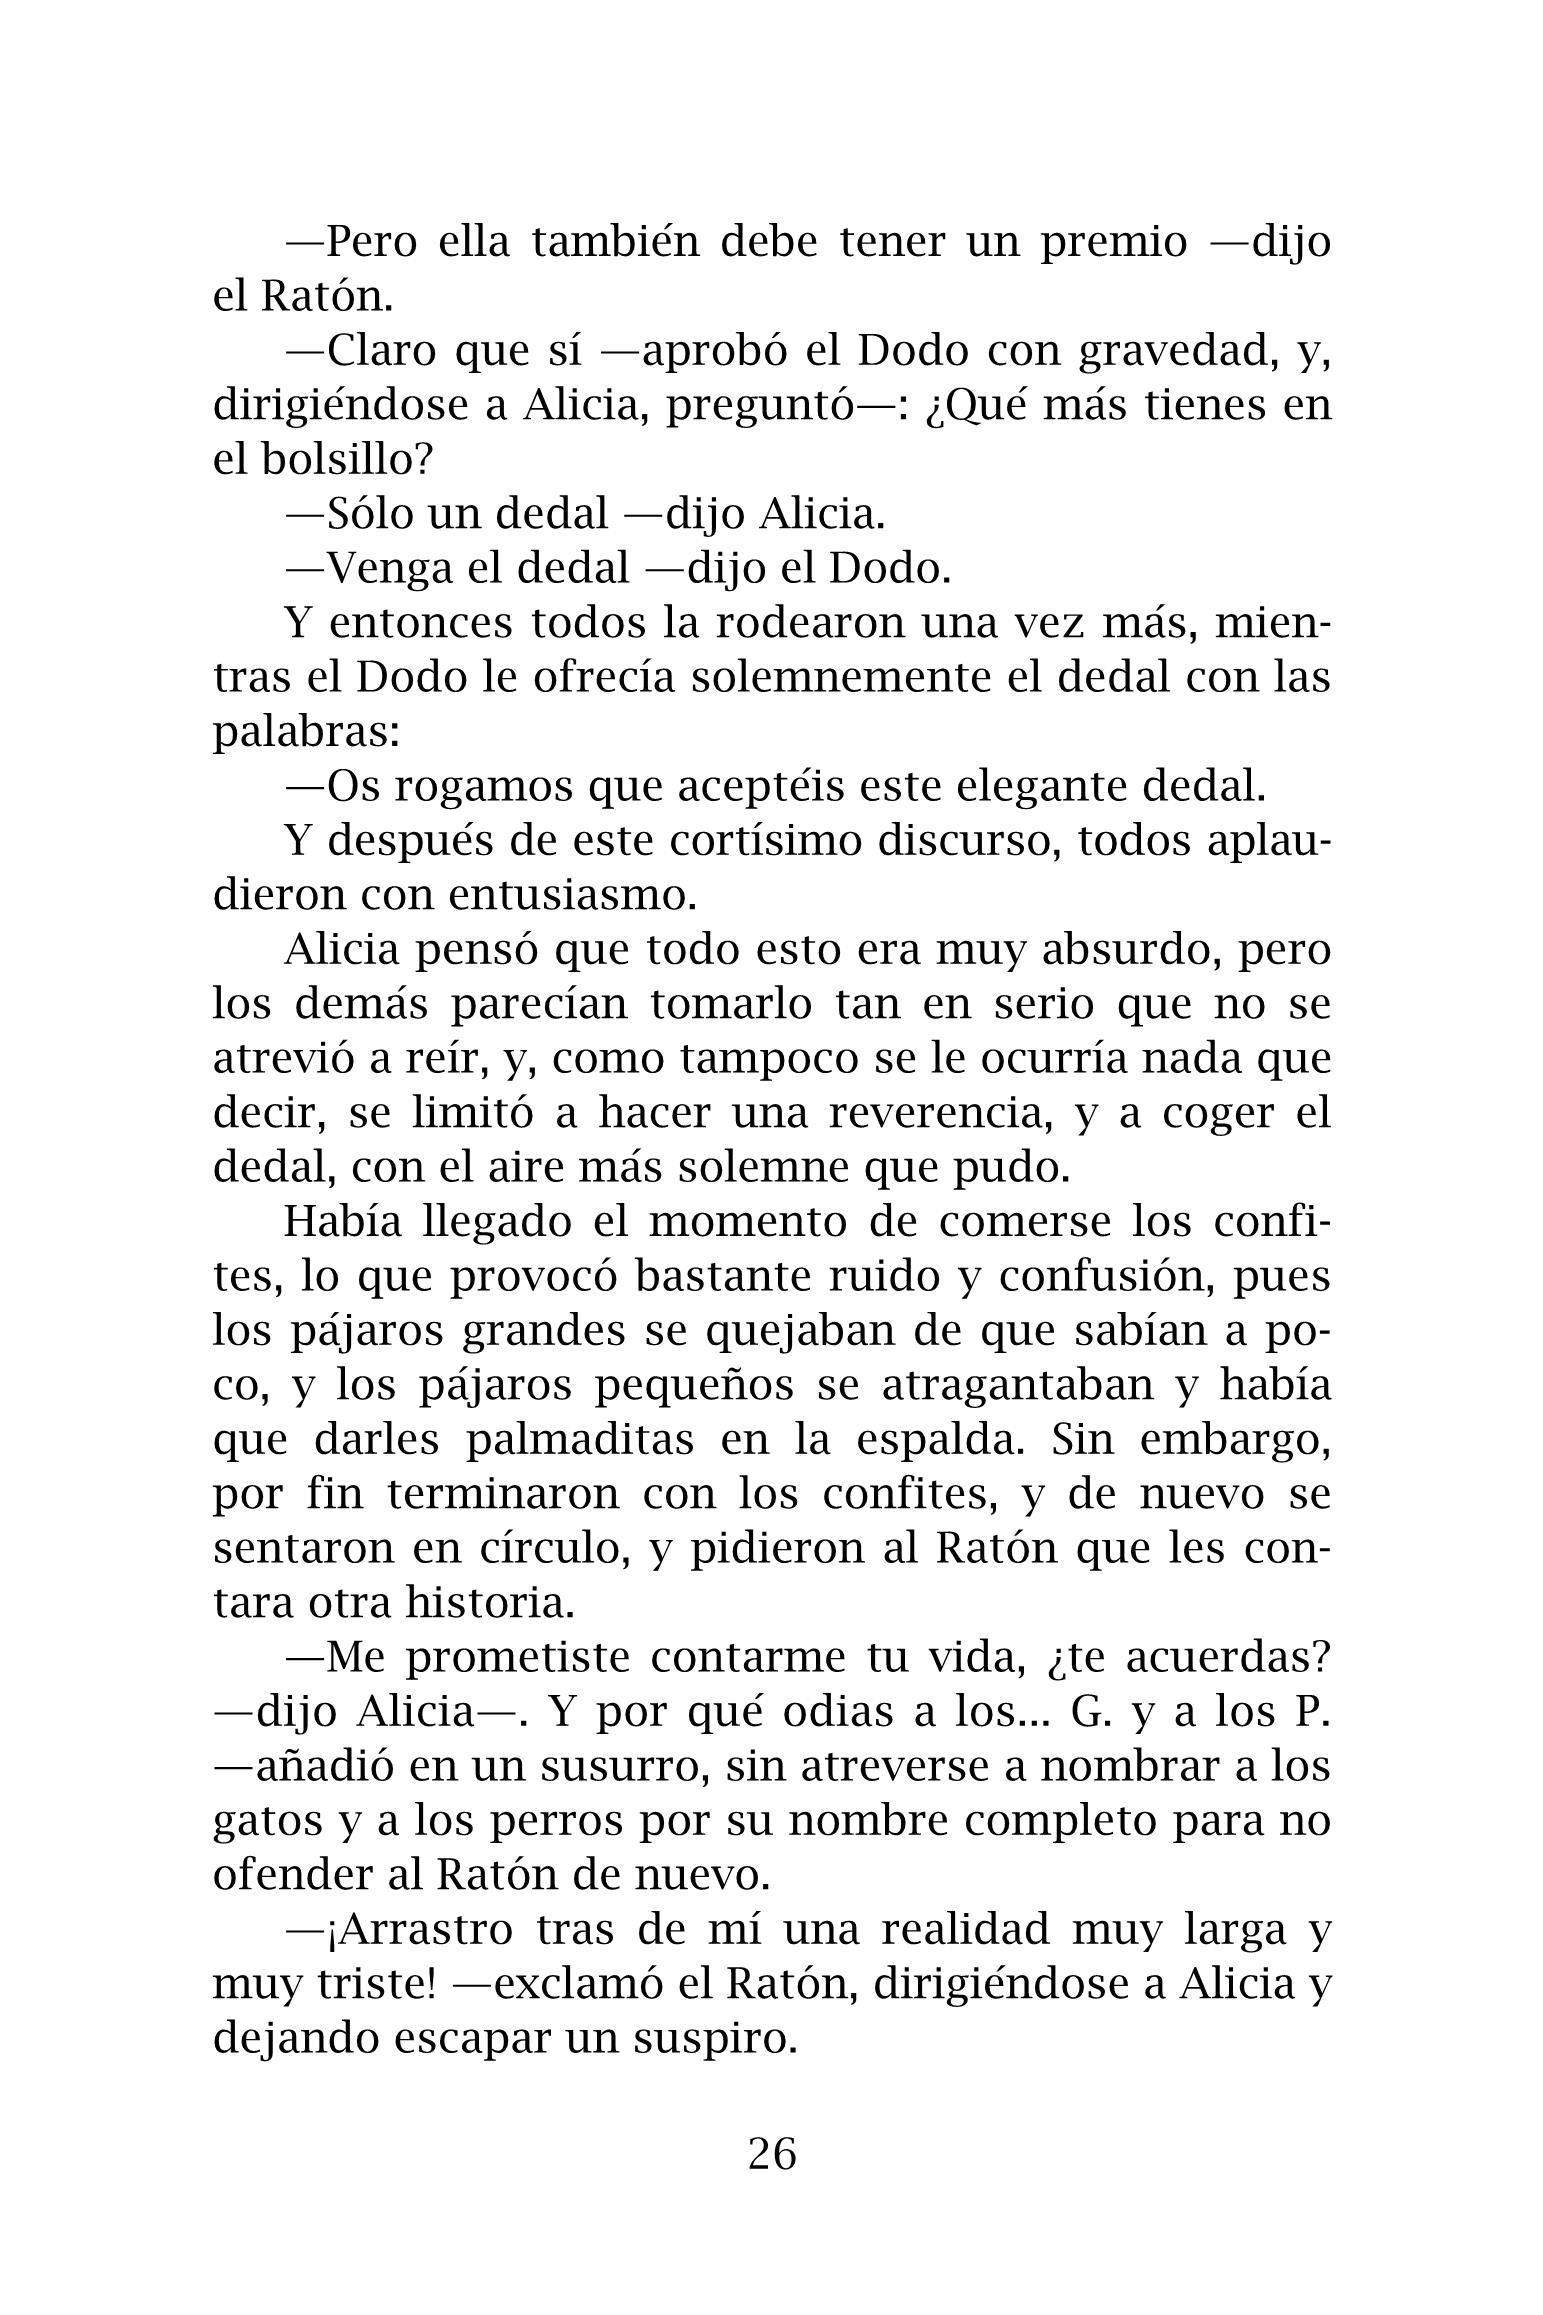 —Pero ella también debe tener un premio —dijo
el Ratón.
—Claro que sí —aprobó el Dodo con gravedad, y,
dirigiéndose a Alicia, preguntó—: ¿Qué más tienes en
el bolsillo?
—Sólo un dedal —dijo Alicia.
—Venga el dedal —dijo el Dodo.
Y entonces todos la rodearon una vez más, mien-
tras el Dodo le ofrecía solemnemente el dedal con las
palabras:
—Os rogamos que aceptéis este elegante dedal.
Y después de este cortísimo discurso, todos aplau-
dieron con entusiasmo.
Alicia pensó que todo esto era muy absurdo, pero
los demás parecían tomarlo tan en serio que no se
atrevió a reír, y, como tampoco se le ocurría nada que
decir, se limitó a hacer una reverencia, y a coger el
dedal, con el aire más solemne que pudo.
Había llegado el momento de comerse los confi-
tes, lo que provocó bastante ruido y confusión, pues
los pájaros grandes se quejaban de que sabían a po-
co, y los pájaros pequeños se atragantaban y había
que darles palmaditas en la espalda. Sin embargo,
por fin terminaron con los confites, y de nuevo se
sentaron en círculo, y pidieron al Ratón que les con-
tara otra historia.
—Me prometiste contarme tu vida, ¿te acuerdas?
—dijo Alicia—. Y por qué odias a los... G. y a los P.
—añadió en un susurro, sin atreverse a nombrar a los
gatos y a los perros por su nombre completo para no
ofender al Ratón de nuevo.
—¡Arrastro tras de mí una realidad muy larga y
muy triste! —exclamó el Ratón, dirigiéndose a Alicia y
dejando escapar un suspiro.
26